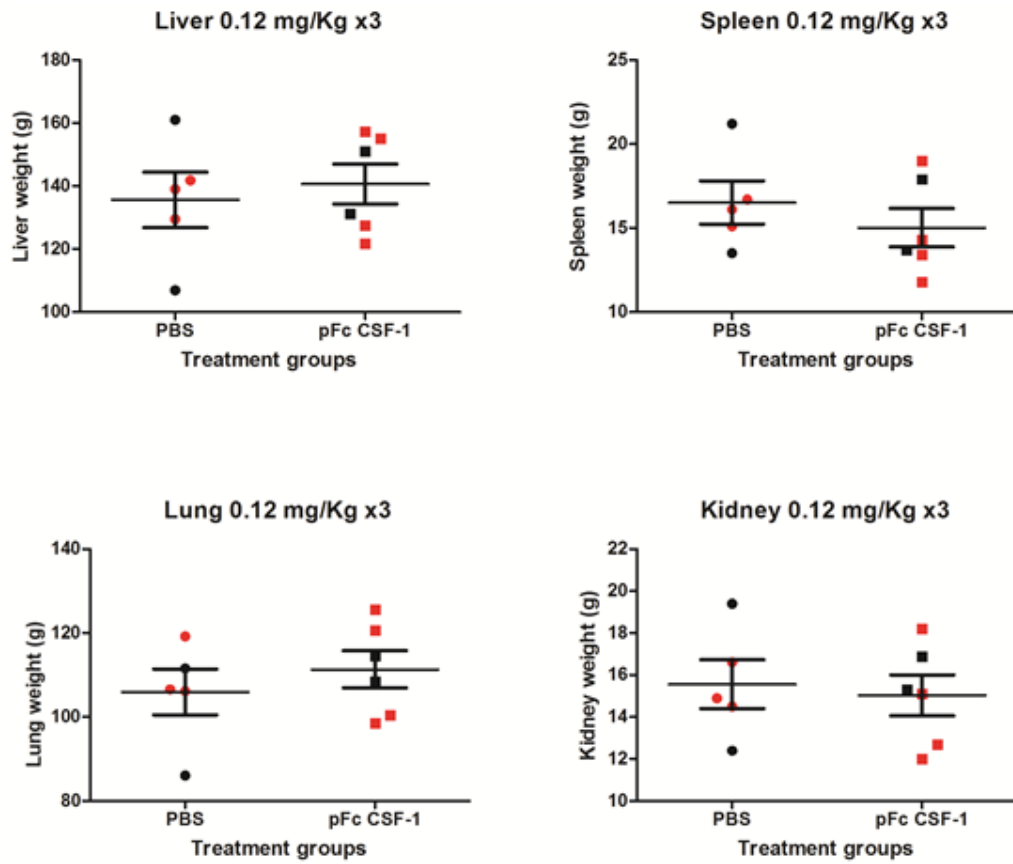 Liver 0.12 mg/Kg x3
Liver weight (g)
180
160
140
120
100
PBS
pFc CSF-1
Treatment groups
Spleen 0.12 mg/Kg x3
Spleen weight (g)
25
20
15
10
PBS
pFc CSF-1
Treatment groups
Lung 0.12 mg/Kg x3
Lung weight (g)
140
120
100
80
PBS
pFc CSF-1
Treatment groups
Kidney 0.12 mg/Kg x3
Kidney weight (g)
22
20
18
16
14
12
10
PBS
pFc CSF-1
Treatment groups